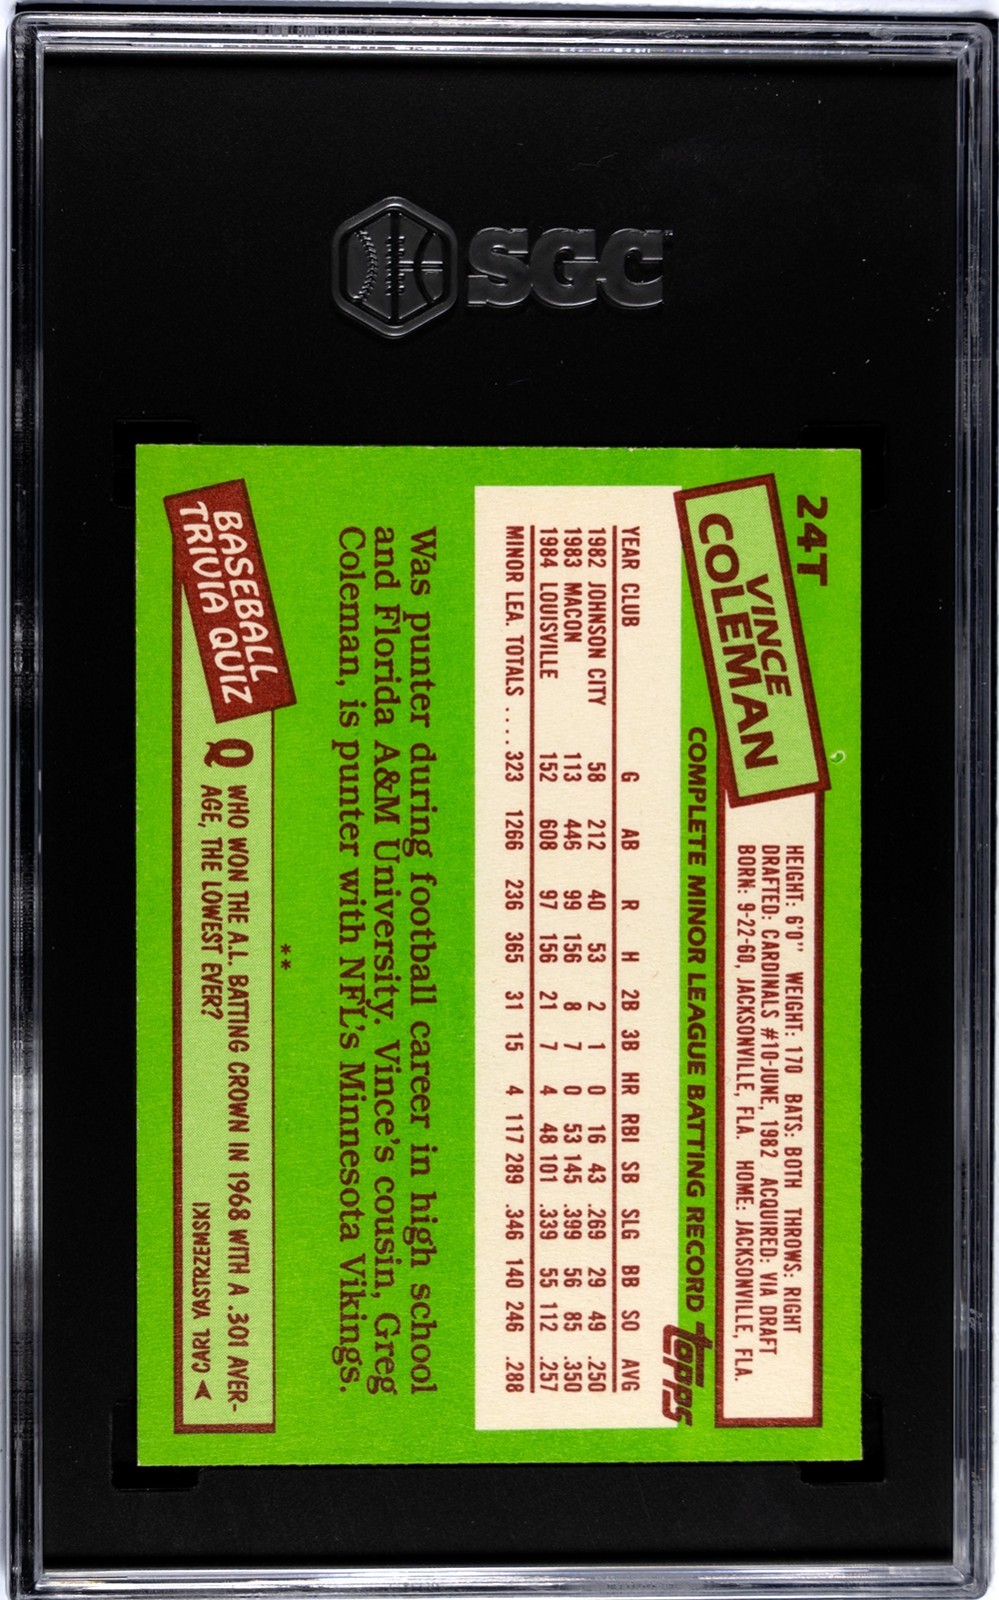 SGC
24T
VINCE
COLEMAN
HEIGHT: 6'0" WEIGHT: 170 BATS: BOTH THROWS: RIGHT
DRAFTED: CARDINALS #10-JUNE, 1982 ACQUIRED: VIA DRAFT
BORN: 9-22-60, JACKSONVILLE, FLA. HOME: JACKSONVILLE, FLA.
COMPLETE MINOR LEAGUE BATTING RECORD topps
YEAR CLUB G AB R H 2B 3B HR RBI SB SLG BB SO AVG
1982 JOHNSON CITY 58 212 40 53 2 1 0 16 43 .269 29 49 .250
1983 MACON 113 446 99 156 8 7 0 53 145 .399 56 85 .350
1984 LOUISVILLE 152 608 97 156 21 7 4 48 101 .339 55 112 .257
MINOR LEA. TOTALS .... 323 1266 236 365 31 15 4 117 289 .346 140 246 .288
Was punter during football career in high school
and Florida A&M University. Vince's cousin, Greg
Coleman, is punter with NFL's Minnesota Vikings.
**
BASEBALL
TRIVIA QUIZ
Q WHO WON THE A.L. BATTING CROWN IN 1968 WITH A .301 AVER-
AGE, THE LOWEST EVER?
CARL YASTRZEMSKI